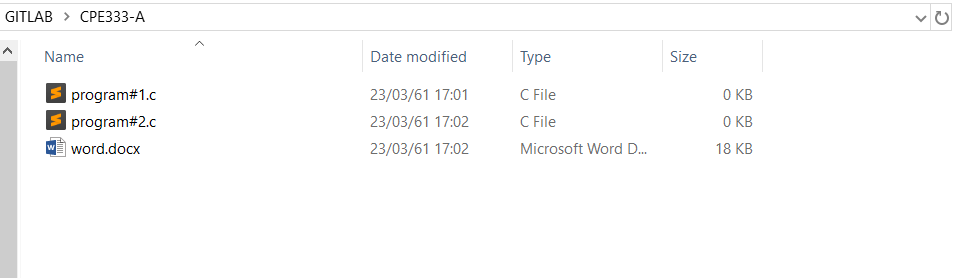 GITLAB > CPE333-A
Name Date modified Type Size
program#1.c 23/03/61 17:01 C File 0 KB
program#2.c 23/03/61 17:02 C File 0 KB
word.docx 23/03/61 17:02 Microsoft Word D... 18 KB